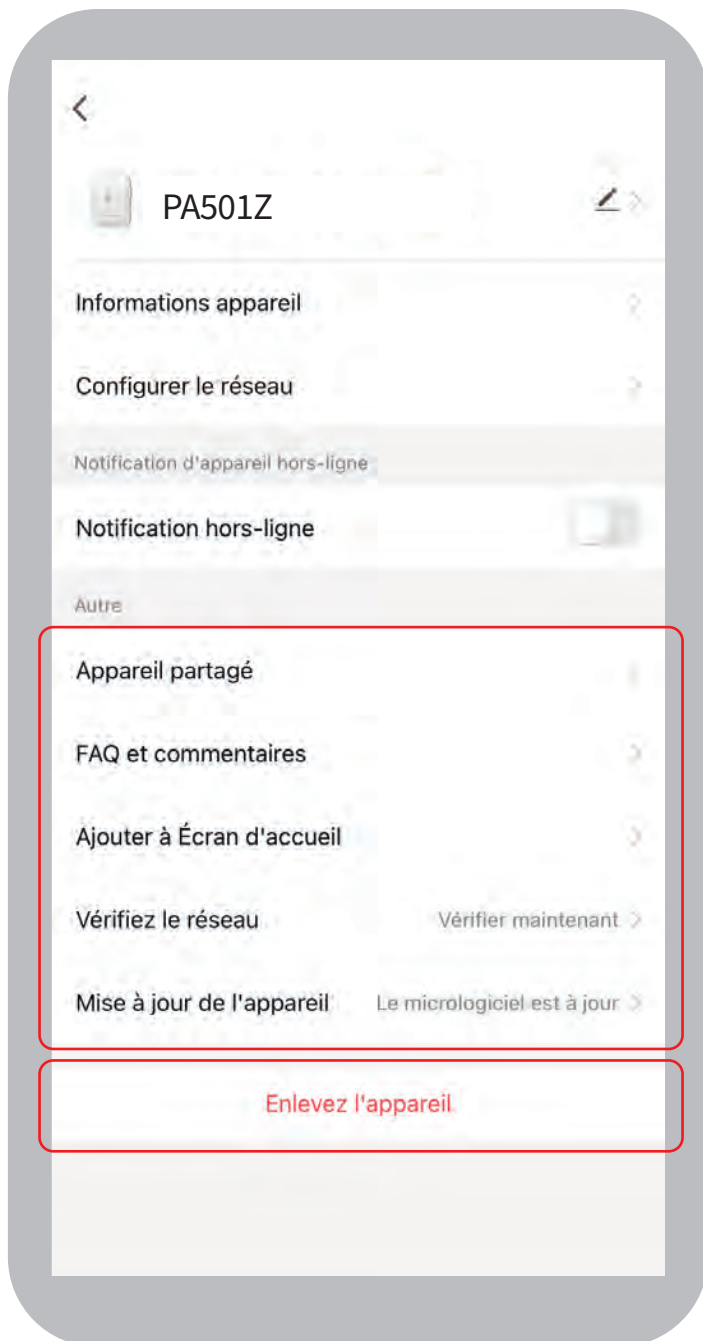 PA501Z
Informations appareil
Configurer le réseau
Notification d'appareil hors-ligne
Notification hors-ligne
Autre
Appareil partagé
FAQ et commentaires
Ajouter à Écran d'accueil
Vérifiez le réseau Vérifier maintenant
Mise à jour de l'appareil Le micrologiciel est à jour
Enlevez l'appareil